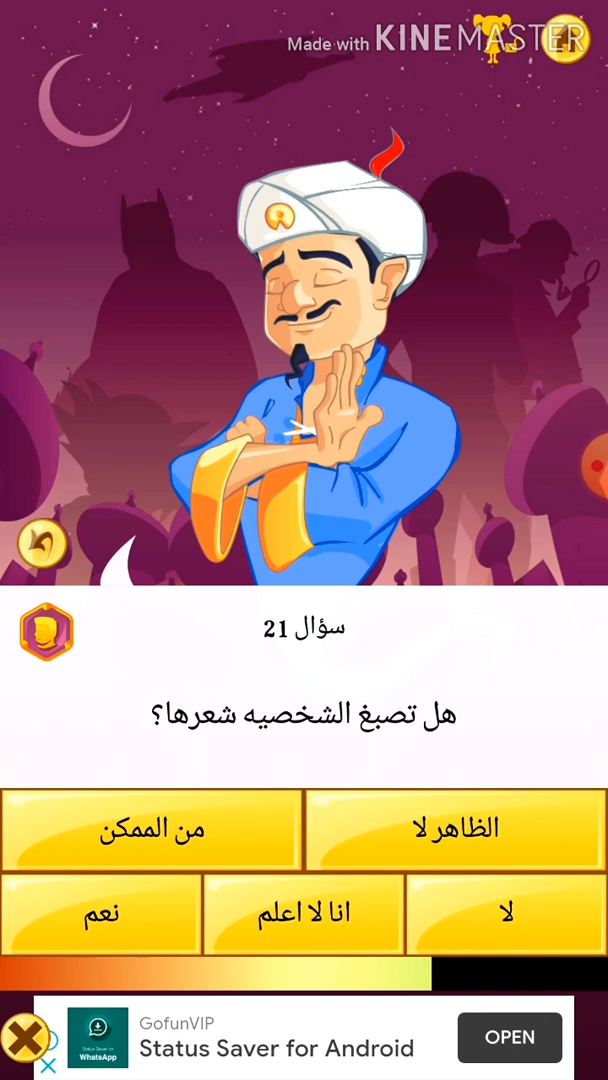 Made with KINEMASTER
سؤال 21
هل تصبغ الشخصيه شعرها؟
من الممكن
الظاهر لا
نعم
انا لا اعلم
لا
GofunVIP
Status Saver for Android
OPEN
Status Saver for
WhatsApp